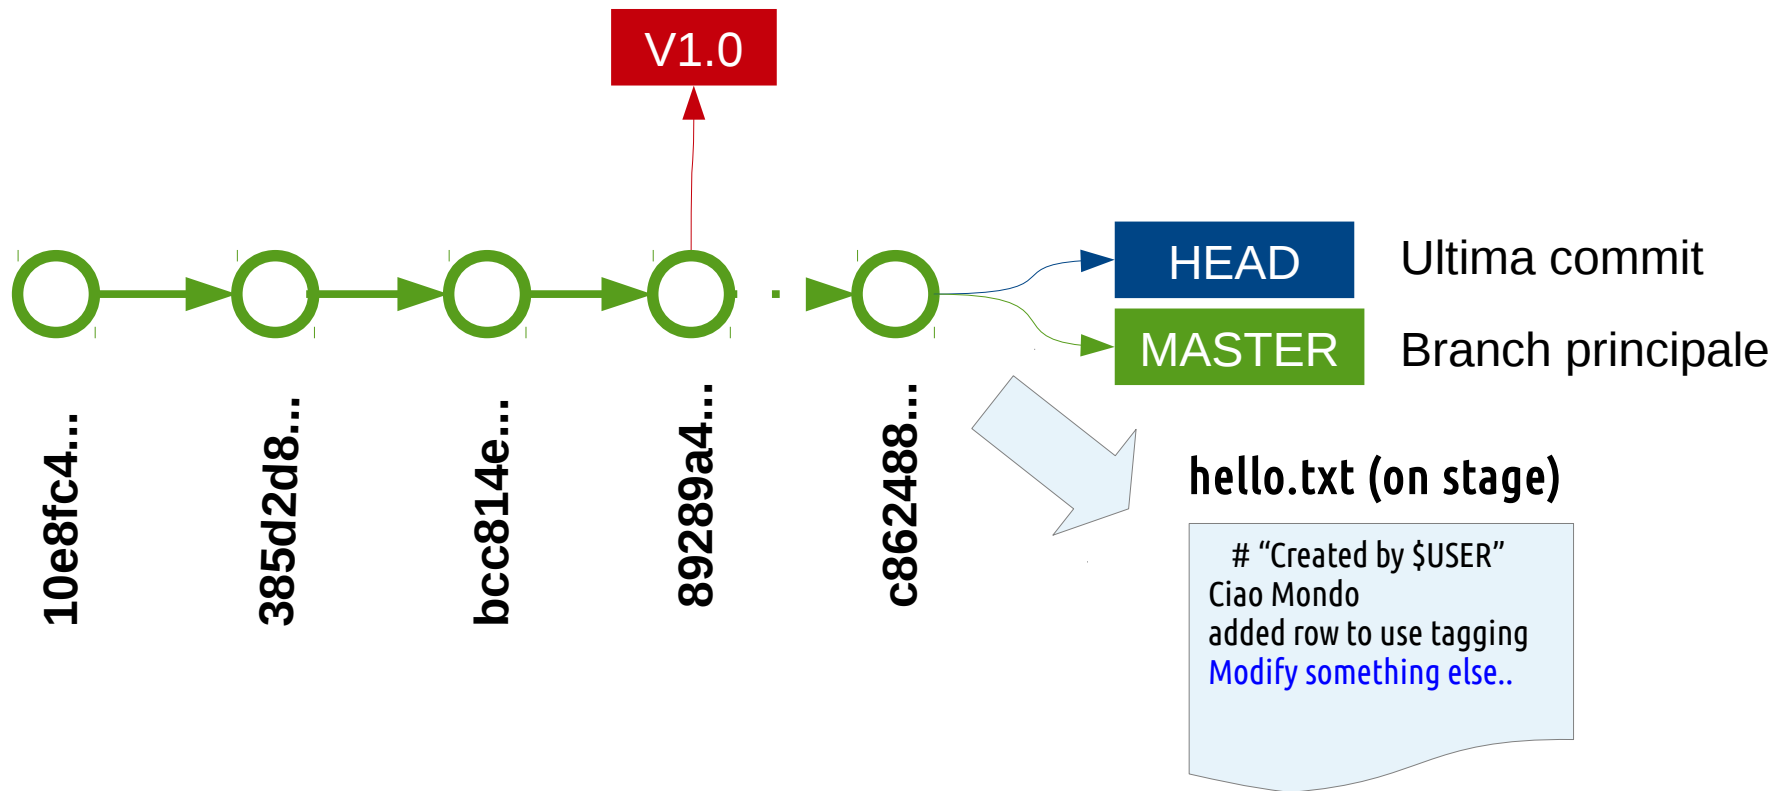 V1.0
HEAD
Ultima commit
MASTER
Branch principale
10e8fc4...
385d2d8...
bcc814e...
89289a4...
c862488...
hello.txt (on stage)
# “Created by $USER”
Ciao Mondo
added row to use tagging
Modify something else..